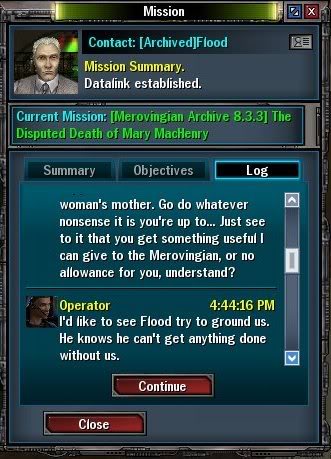 Mission
Contact: [Archived]Flood
Mission Summary.
Datalink established.
Current Mission: [Merovingian Archive 8.3.3] The
Disputed Death of Mary MacHenry
Summary
Objectives
Log
woman's mother. Go do whatever
nonsense it is you're up to... Just see
to it that you get something useful I
can give to the Merovingian, or no
allowance for you, understand?
Operator 4:44:16 PM
I'd like to see Flood try to ground us.
He knows he can't get anything done
without us.
Continue
Close